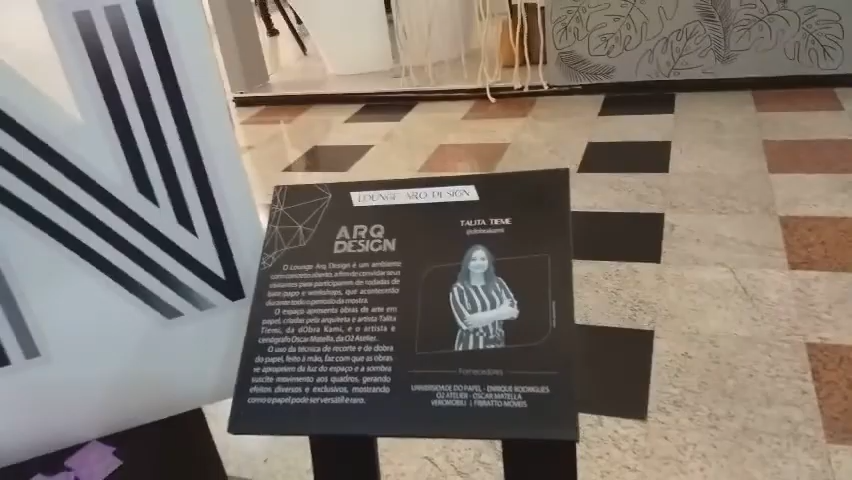 LOUNGE ARQ DESIGN
ARQ
DESIGN
O Lounge Arq Design é um ambiente
com conceito aberto, a fim de convidar seus
visitantes para participarem de rodadas de
bate papo e workshops, que acontecerão
durante todo o período da mostra.
O espaço apresenta obras de arte em
papel, criadas pela arquiteta e artista Talita
Tiemi, da dObra Kami, e o artista e
cenógrafo Oscar Matella, da O2 Atelier.
O uso da técnica de recorte e de dobra
do papel, feito à mão, faz com que as obras
se apropriem da luz do espaço e a sombra
suscite movimento aos quadros, gerando
efeitos diversos e exclusivos, mostrando
como o papel pode ser versátil e raro.
TALITA TIEME
Fornecedores
UNIVERSIDADE DO PAPEL - ENRIQUE RODRIGUES
O2 ATELIER - OSCAR MATELLA
VEROMOBILI | FIBRATTO MÓVEIS